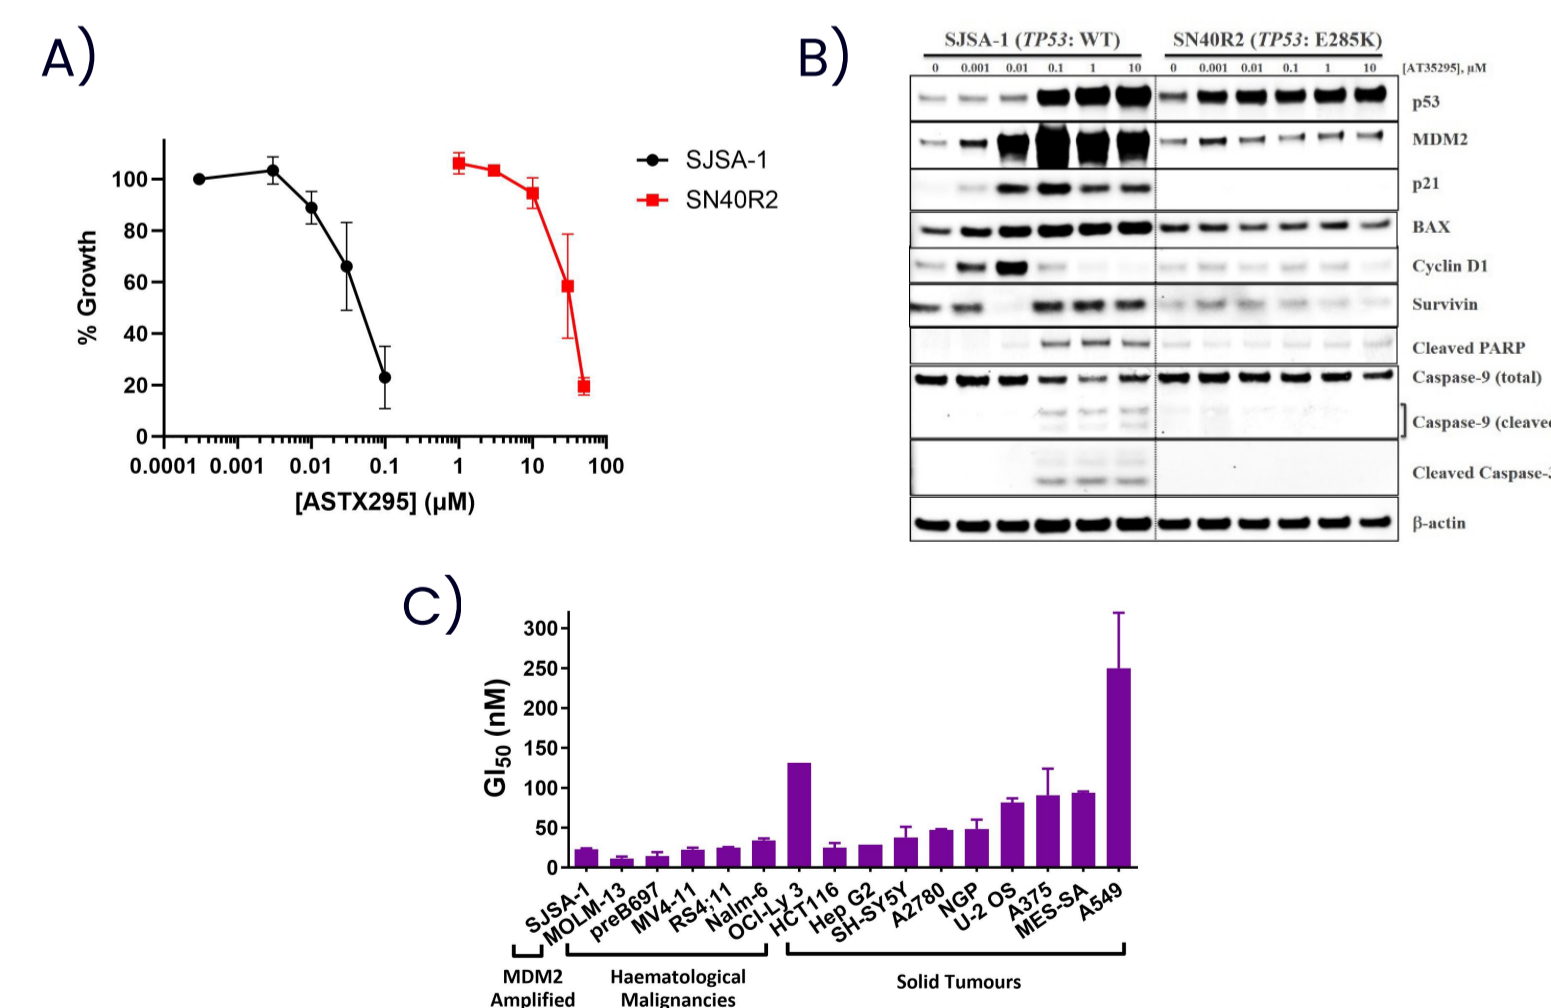 A)
100
80
60
40
20
0
% Growth
0.0001 0.001 0.01 0.1 1 10 100
[ASTX295] (µM)
SJSA-1
SN40R2
B)
SJSA-1 (TP53: WT) SN40R2 (TP53: E285K)
0 0.001 0.01 0.1 1 10 0 0.001 0.01 0.1 1 10 [AT35295], µM
p53
MDM2
p21
BAX
Cyclin D1
Survivin
Cleaved PARP
Caspase-9 (total)
Caspase-9 (cleave
Cleaved Caspase-
β-actin
C)
300
250
200
150
100
50
0
GI50 (nM)
SJSA-1 MOLM-13 preB697 MV4-11 RS4;11 Nalm-6 OCI-Ly 3 HCT116 Hep G2 SH-SY5Y A2780 NGP U-2 OS A375 MES-SA A549
MDM2 Amplified
Haematological Malignancies
Solid Tumours